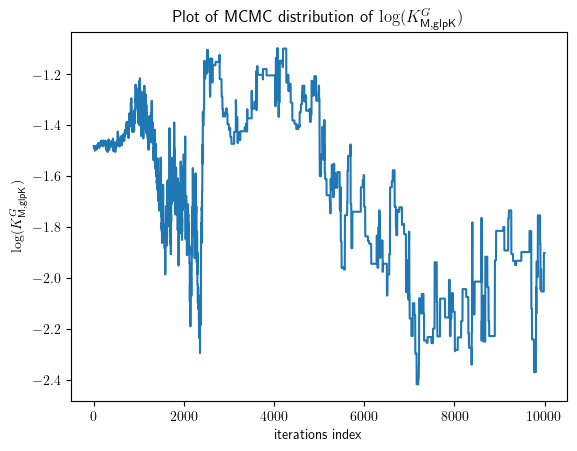 Plot of MCMC distribution of log(K^G_{M,glpK})
−1.2
−1.4
−1.6
−1.8
−2.0
−2.2
−2.4
log(K^G_{M,glpK})
0 2000 4000 6000 8000 10000
iterations index